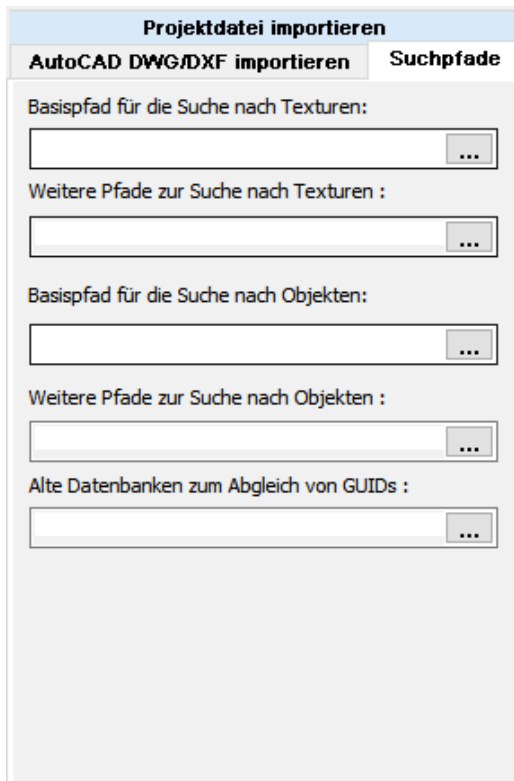 Projektdatei importieren
AutoCAD DWG/DXF importieren Suchpfade
Basispfad für die Suche nach Texturen:
...
Weitere Pfade zur Suche nach Texturen :
...
Basispfad für die Suche nach Objekten:
...
Weitere Pfade zur Suche nach Objekten :
...
Alte Datenbanken zum Abgleich von GUIDs :
...